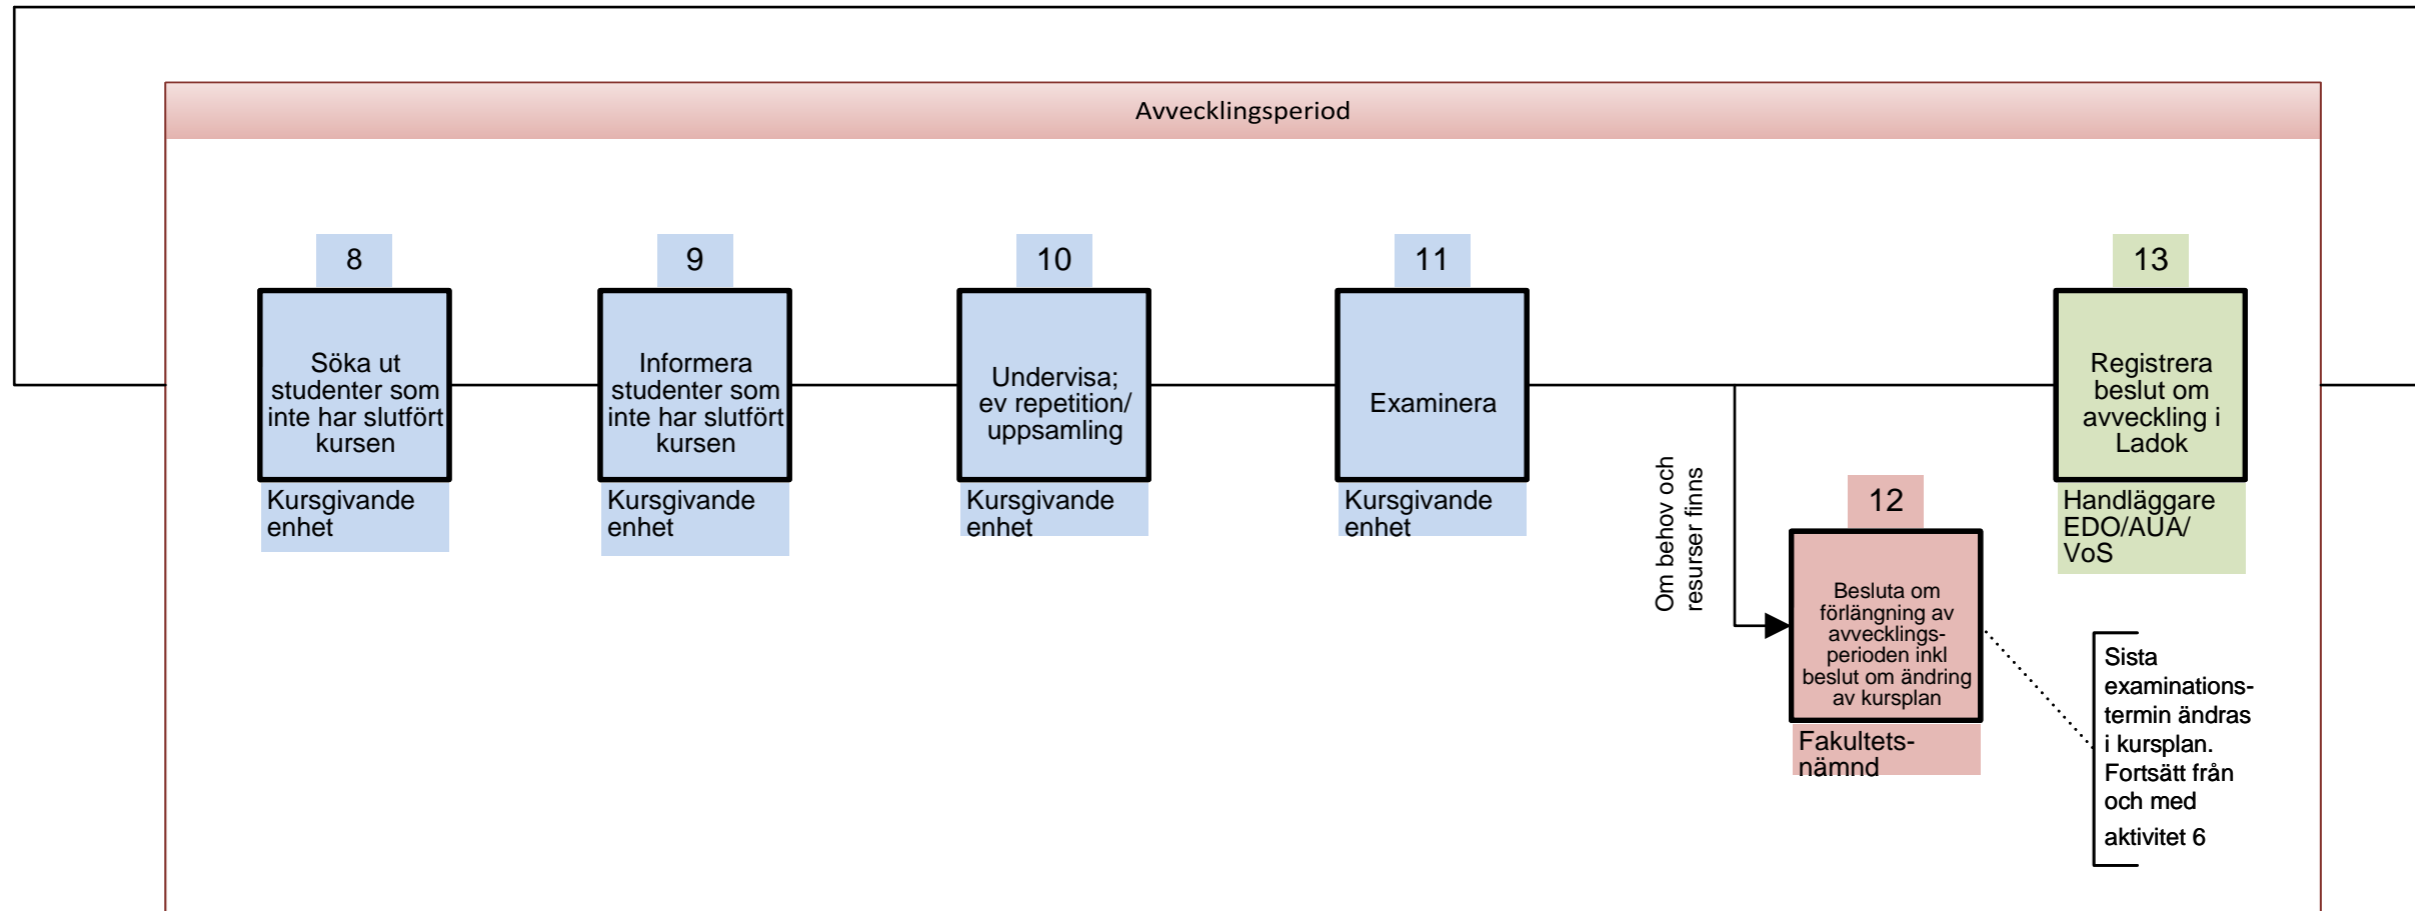 Avvecklingsperiod
8
Söka ut
studenter som
inte har slutfört
kursen
Kursgivande
enhet
9
Informera
studenter som
inte har slutfört
kursen
Kursgivande
enhet
10
Undervisa;
ev repetition/
uppsamling
Kursgivande
enhet
11
Examinera
Kursgivande
enhet
Om behov och
resurser finns
12
Besluta om
förlängning av
avvecklings-
perioden inkl
beslut om ändring
av kursplan
Fakultets-
nämnd
13
Registrera
beslut om
avveckling i
Ladok
Handläggare
EDO/AUA/
VoS
Sista
examinations-
termin ändras
i kursplan.
Fortsätt från
och med
aktivitet 6